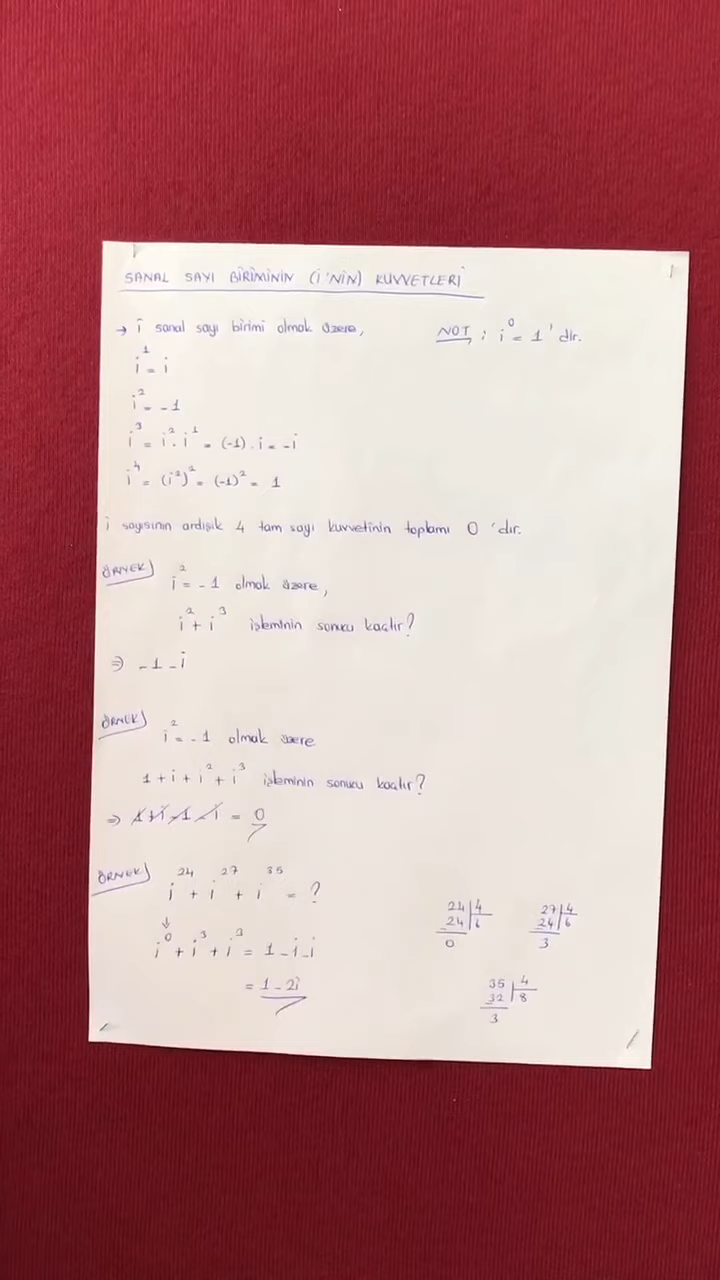 SANAL SAYI BİRİMİNİN (İ'NİN) KUVVETLERİ
→ i sanal sayı birimi olmak üzere,
NOT : i⁰ = 1 'dir.
i¹ = i
i² = -1
i³ = i² . i¹ = (-1) . i = -i
i⁴ = (i²)² = (-1)² = 1
i sayısının ardışık 4 tam sayı kuvvetinin toplamı 0 'dır.
ÖRNEK) i² = -1 olmak üzere,
i² + i³ işleminin sonucu kaçtır?
⇒ -1 - i
ÖRNEK) i² = -1 olmak üzere
1 + i + i² + i³ işleminin sonucu kaçtır?
⇒ 1 + i - 1 - i = 0
ÖRNEK) i²⁴ + i²⁷ + i³⁵ = ?
↓
i⁰ + i³ + i³ = 1 - i - i
= 1 - 2i
24 | 4
24 | 6
0
27 | 4
24 | 6
3
35 | 4
32 | 8
3